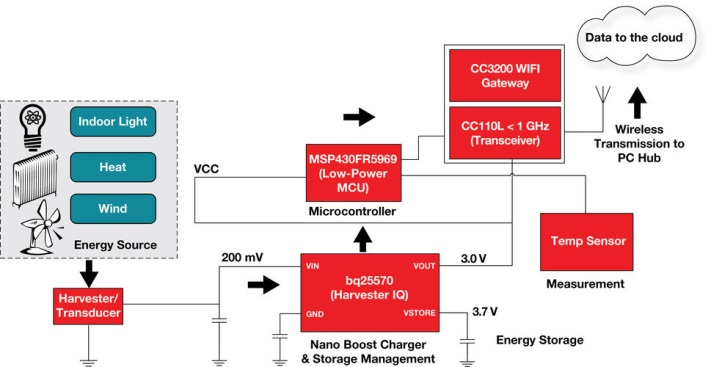 Data to the cloud
CC3200 WIFI
Gateway
CC110L < 1 GHz
(Transceiver)
Wireless
Transmission to
PC Hub
Indoor Light
Heat
Wind
Energy Source
VCC
MSP430FR5969
(Low-Power
MCU)
Microcontroller
Temp Sensor
Measurement
Harvester/
Transducer
200 mV
VIN
VOUT
3.0 V
bq25570
(Harvester IQ)
GND
VSTORE
3.7 V
Energy Storage
Nano Boost Charger
& Storage Management